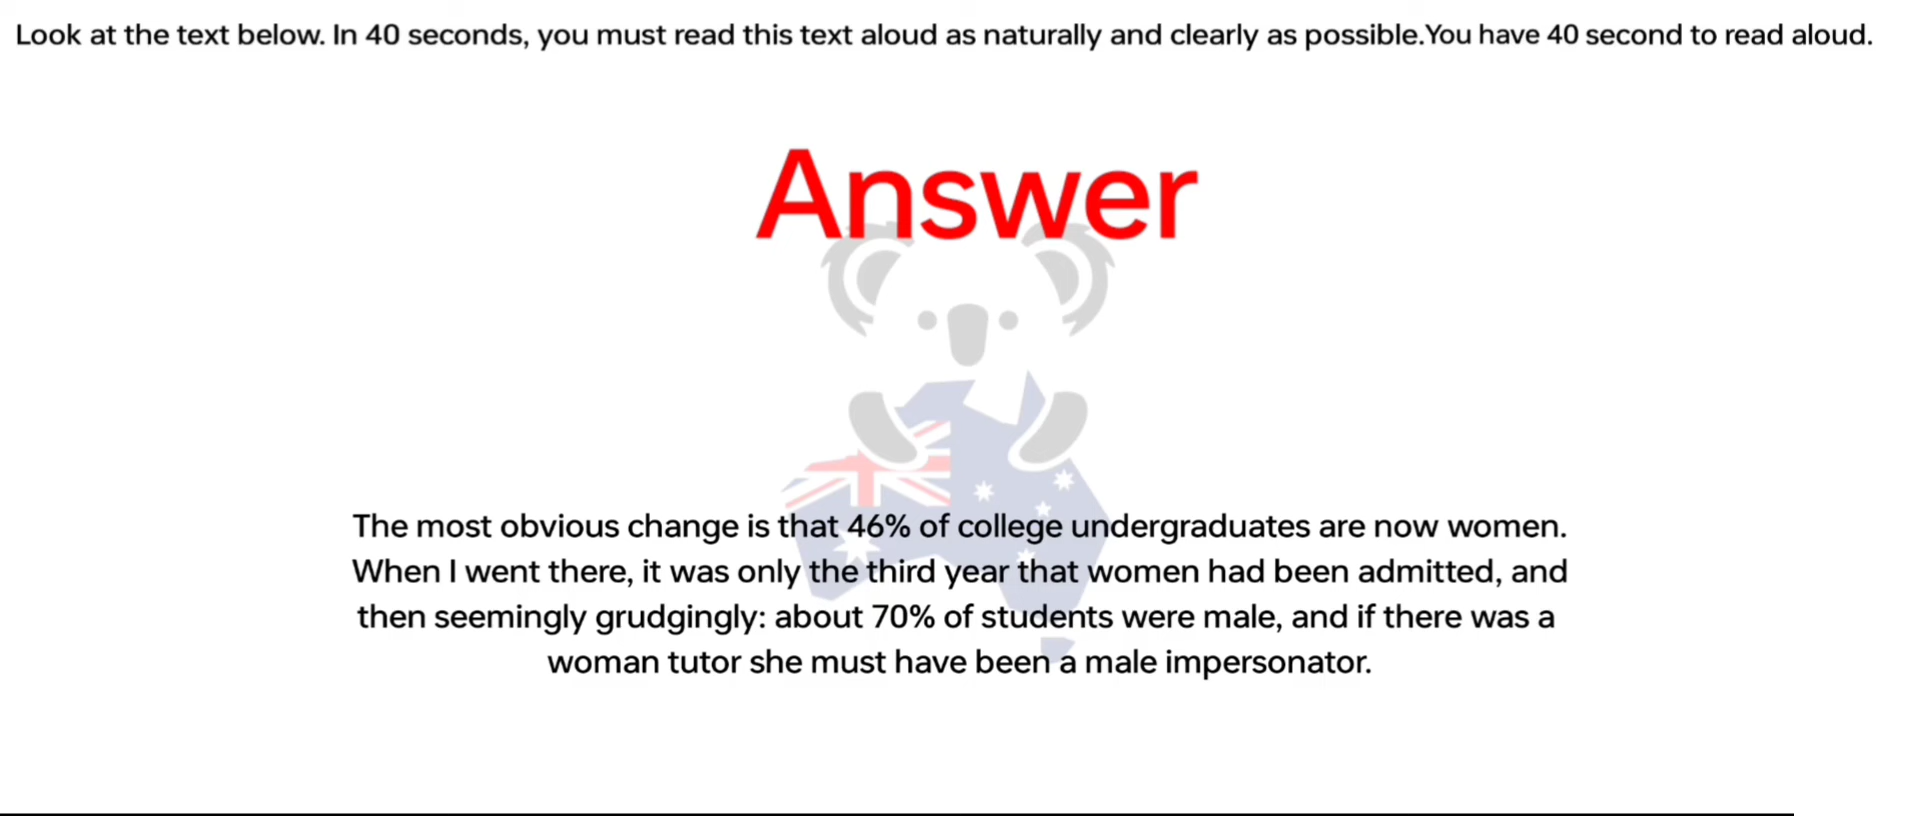 Look at the text below. In 40 seconds, you must read this text aloud as naturally and clearly as possible.You have 40 second to read aloud.
Answer
The most obvious change is that 46% of college undergraduates are now women.
When I went there, it was only the third year that women had been admitted, and
then seemingly grudgingly: about 70% of students were male, and if there was a
woman tutor she must have been a male impersonator.